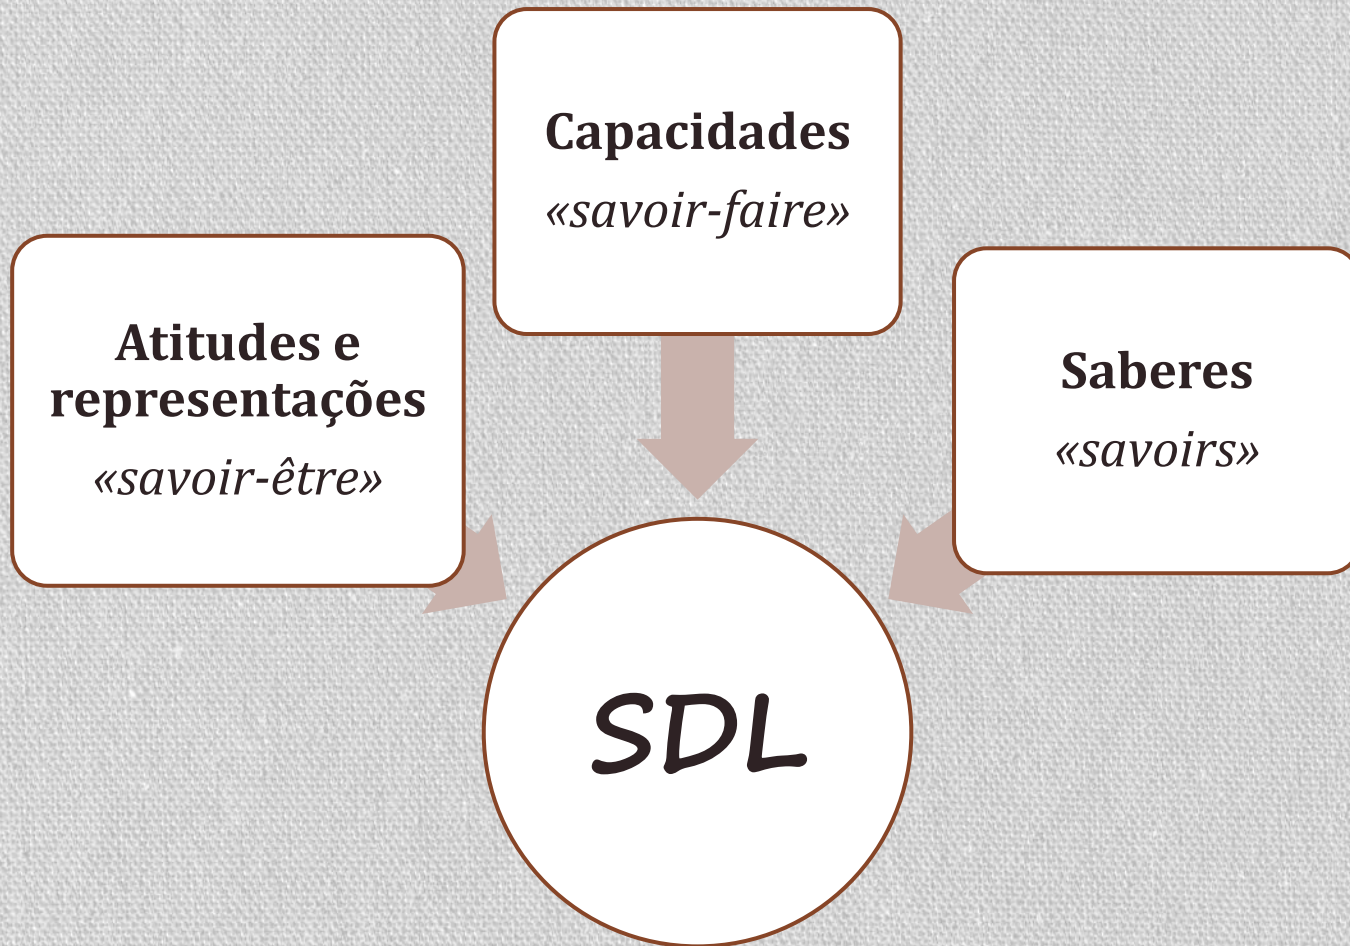 Capacidades
«savoir-faire»
Atitudes e
representações
«savoir-être»
Saberes
«savoirs»
SDL